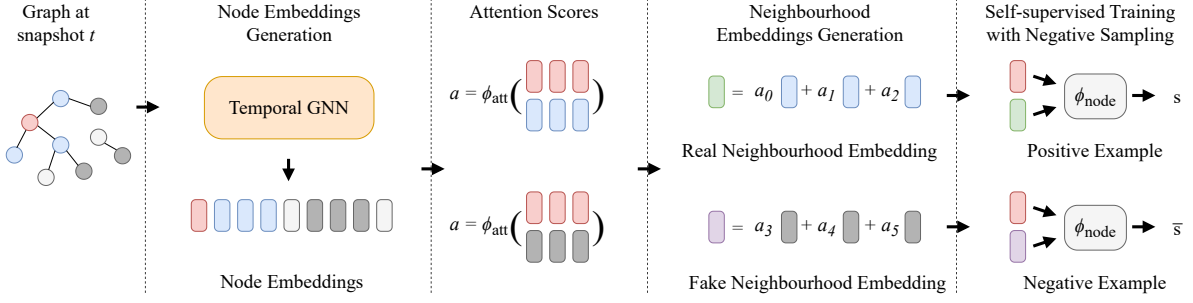 Graph at
snapshot t
Node Embeddings
Generation
Temporal GNN
Node Embeddings
Attention Scores
a = ϕatt( )
a = ϕatt( )
Neighbourhood
Embeddings Generation
= a0 + a1 + a2
Real Neighbourhood Embedding
= a3 + a4 + a5
Fake Neighbourhood Embedding
Self-supervised Training
with Negative Sampling
ϕnode s
Positive Example
ϕnode s̅
Negative Example